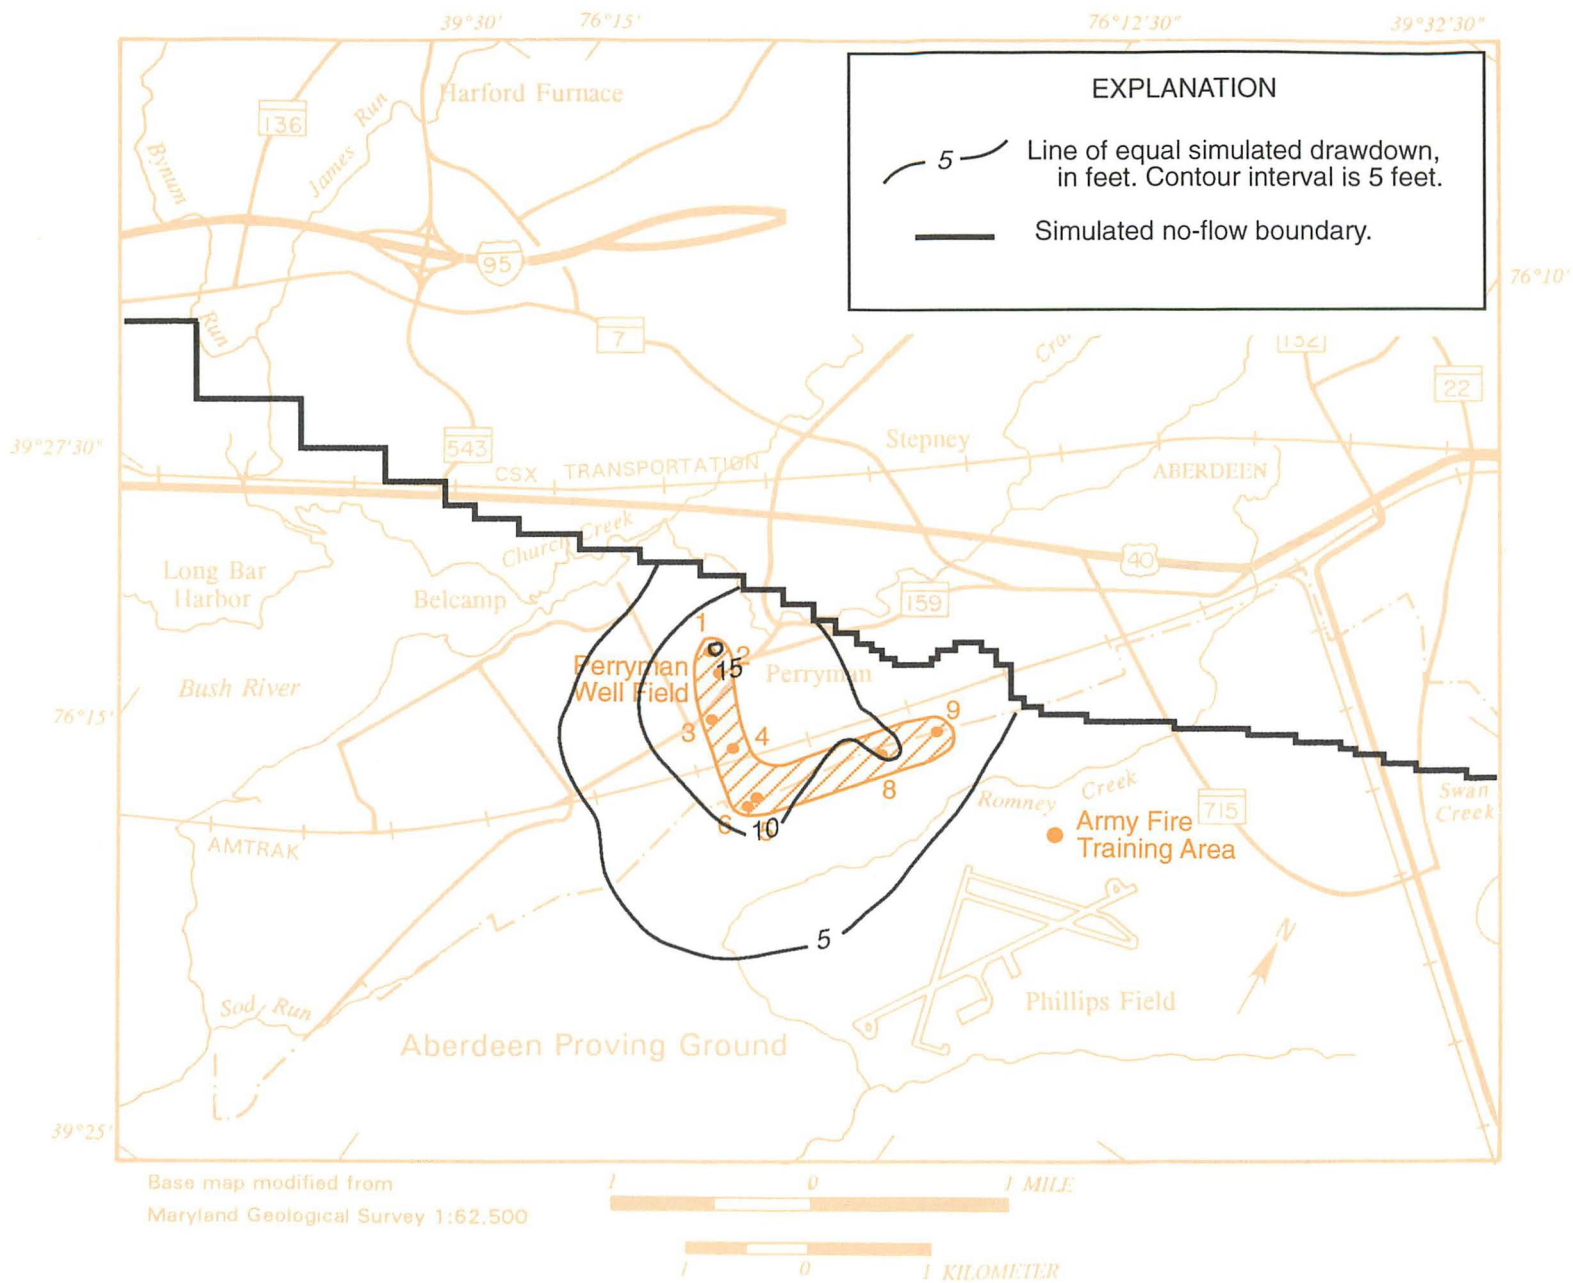 39°30' 76°15' 76°12'30" 39°32'30"
EXPLANATION
5 Line of equal simulated drawdown,
in feet. Contour interval is 5 feet.
Simulated no-flow boundary.
Harford Furnace
136
James Run
Bynum
Run
95
7
76°10'
132
22
39°27'30"
543
CSX TRANSPORTATION
Stepney
ABERDEEN
Church Creek
40
Long Bar
Harbor
Belcamp
159
1
2
15
Perryman
Well Field
Perryman
Bush River
76°15'
3
4
9
8
6
10
Romney Creek
715
Swan
Creek
Army Fire
Training Area
AMTRAK
5
N
Sod Run
Phillips Field
Aberdeen Proving Ground
39°25'
Base map modified from
Maryland Geological Survey 1:62,500
1 0 1 MILE
1 0 1 KILOMETER